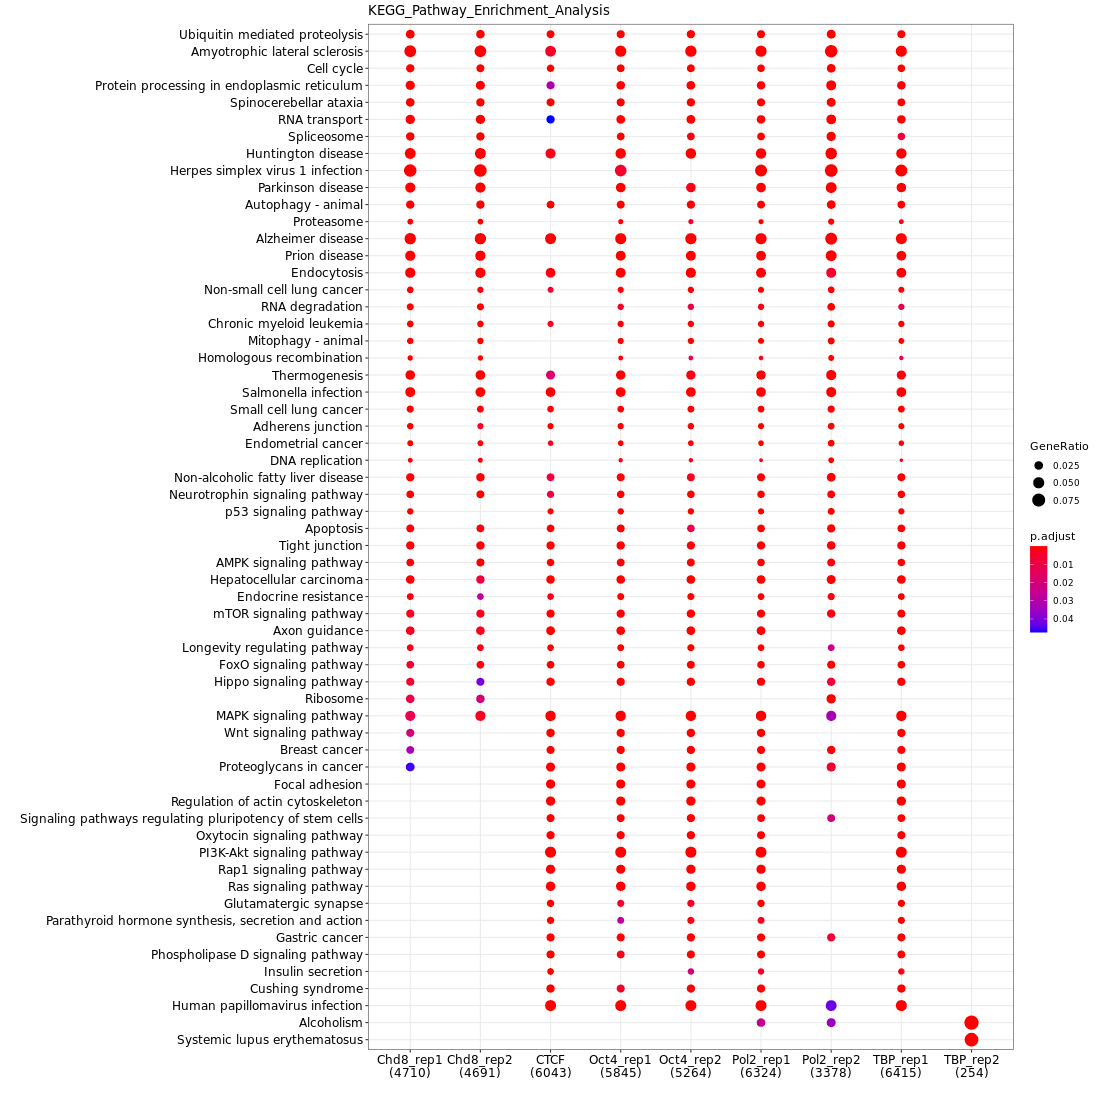 KEGG_Pathway_Enrichment_Analysis
Ubiquitin mediated proteolysis
Amyotrophic lateral sclerosis
Cell cycle
Protein processing in endoplasmic reticulum
Spinocerebellar ataxia
RNA transport
Spliceosome
Huntington disease
Herpes simplex virus 1 infection
Parkinson disease
Autophagy - animal
Proteasome
Alzheimer disease
Prion disease
Endocytosis
Non-small cell lung cancer
RNA degradation
Chronic myeloid leukemia
Mitophagy - animal
Homologous recombination
Thermogenesis
Salmonella infection
Small cell lung cancer
Adherens junction
Endometrial cancer
DNA replication
Non-alcoholic fatty liver disease
Neurotrophin signaling pathway
p53 signaling pathway
Apoptosis
Tight junction
AMPK signaling pathway
Hepatocellular carcinoma
Endocrine resistance
mTOR signaling pathway
Axon guidance
Longevity regulating pathway
FoxO signaling pathway
Hippo signaling pathway
Ribosome
MAPK signaling pathway
Wnt signaling pathway
Breast cancer
Proteoglycans in cancer
Focal adhesion
Regulation of actin cytoskeleton
Signaling pathways regulating pluripotency of stem cells
Oxytocin signaling pathway
PI3K-Akt signaling pathway
Rap1 signaling pathway
Ras signaling pathway
Glutamatergic synapse
Parathyroid hormone synthesis, secretion and action
Gastric cancer
Phospholipase D signaling pathway
Insulin secretion
Cushing syndrome
Human papillomavirus infection
Alcoholism
Systemic lupus erythematosus
Chd8_rep1 Chd8_rep2 CTCF Oct4_rep1 Oct4_rep2 Pol2_rep1 Pol2_rep2 TBP_rep1 TBP_rep2
(4710) (4691) (6043) (5845) (5264) (6324) (3378) (6415) (254)
GeneRatio
0.025
0.050
0.075
p.adjust
0.01
0.02
0.03
0.04